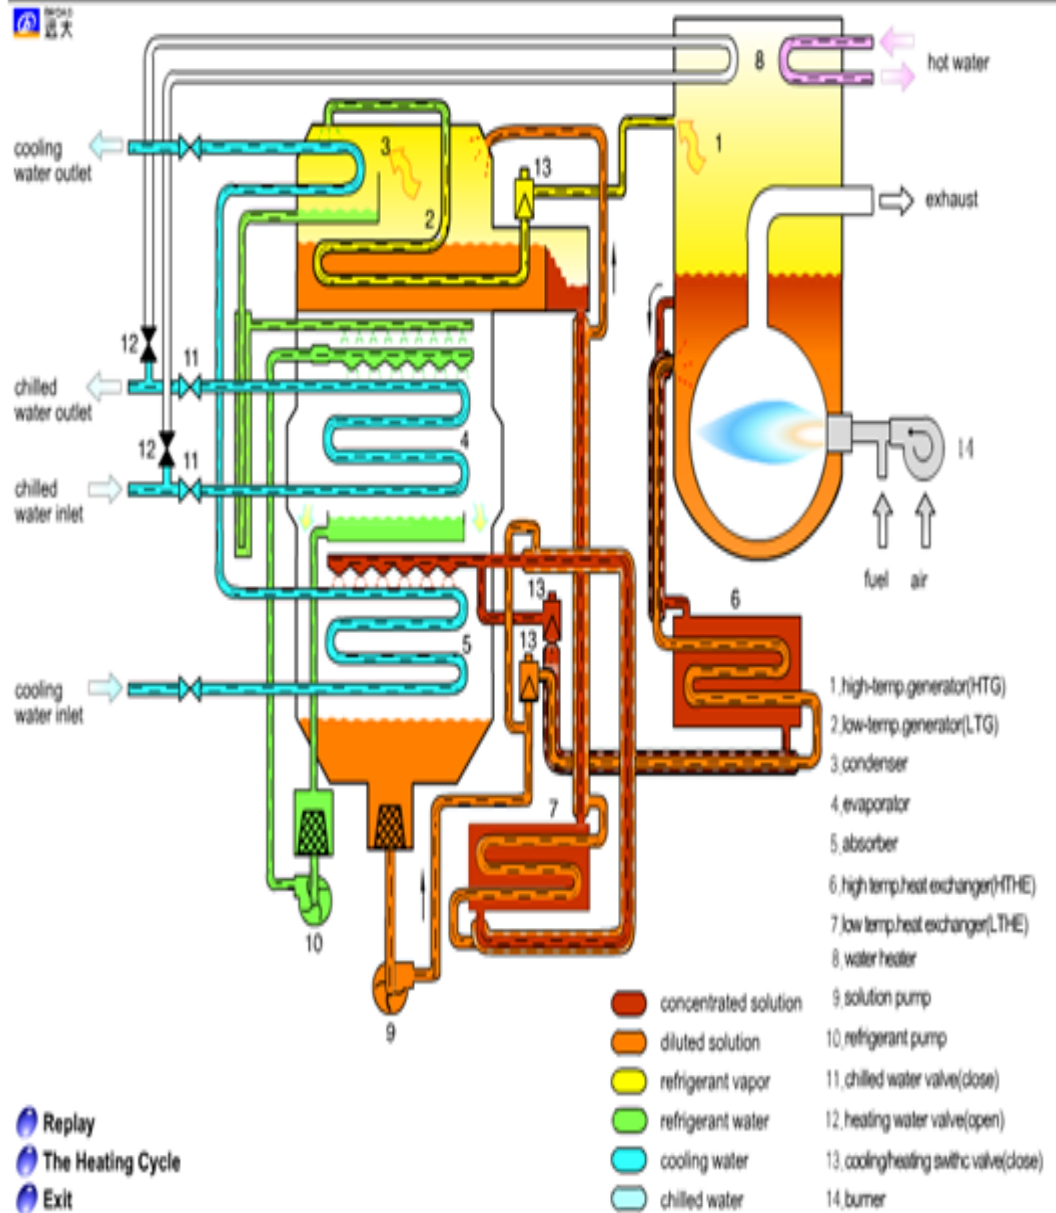 BROAD
远大
hot water
cooling
water outlet
exhaust
chilled
water outlet
chilled
water inlet
cooling
water inlet
fuel
air
1
2
3
4
5
6
7
8
9
10
11
11
12
12
13
13
13
14
1,high-temp.generator(HTG)
2,low-temp.generator(LTG)
3,condenser
4,evaporator
5,absorber
6,high temp.heat exchanger(HTHE)
7,low temp.heat exchanger(LTHE)
8,water heater
9,solution pump
10,refrigerant pump
11,chilled water valve(close)
12,heating water valve(open)
13,cooling/heating swithc valve(close)
14,burner
concentrated solution
diluted solution
refrigerant vapor
refrigerant water
cooling water
chilled water
Replay
The Heating Cycle
Exit